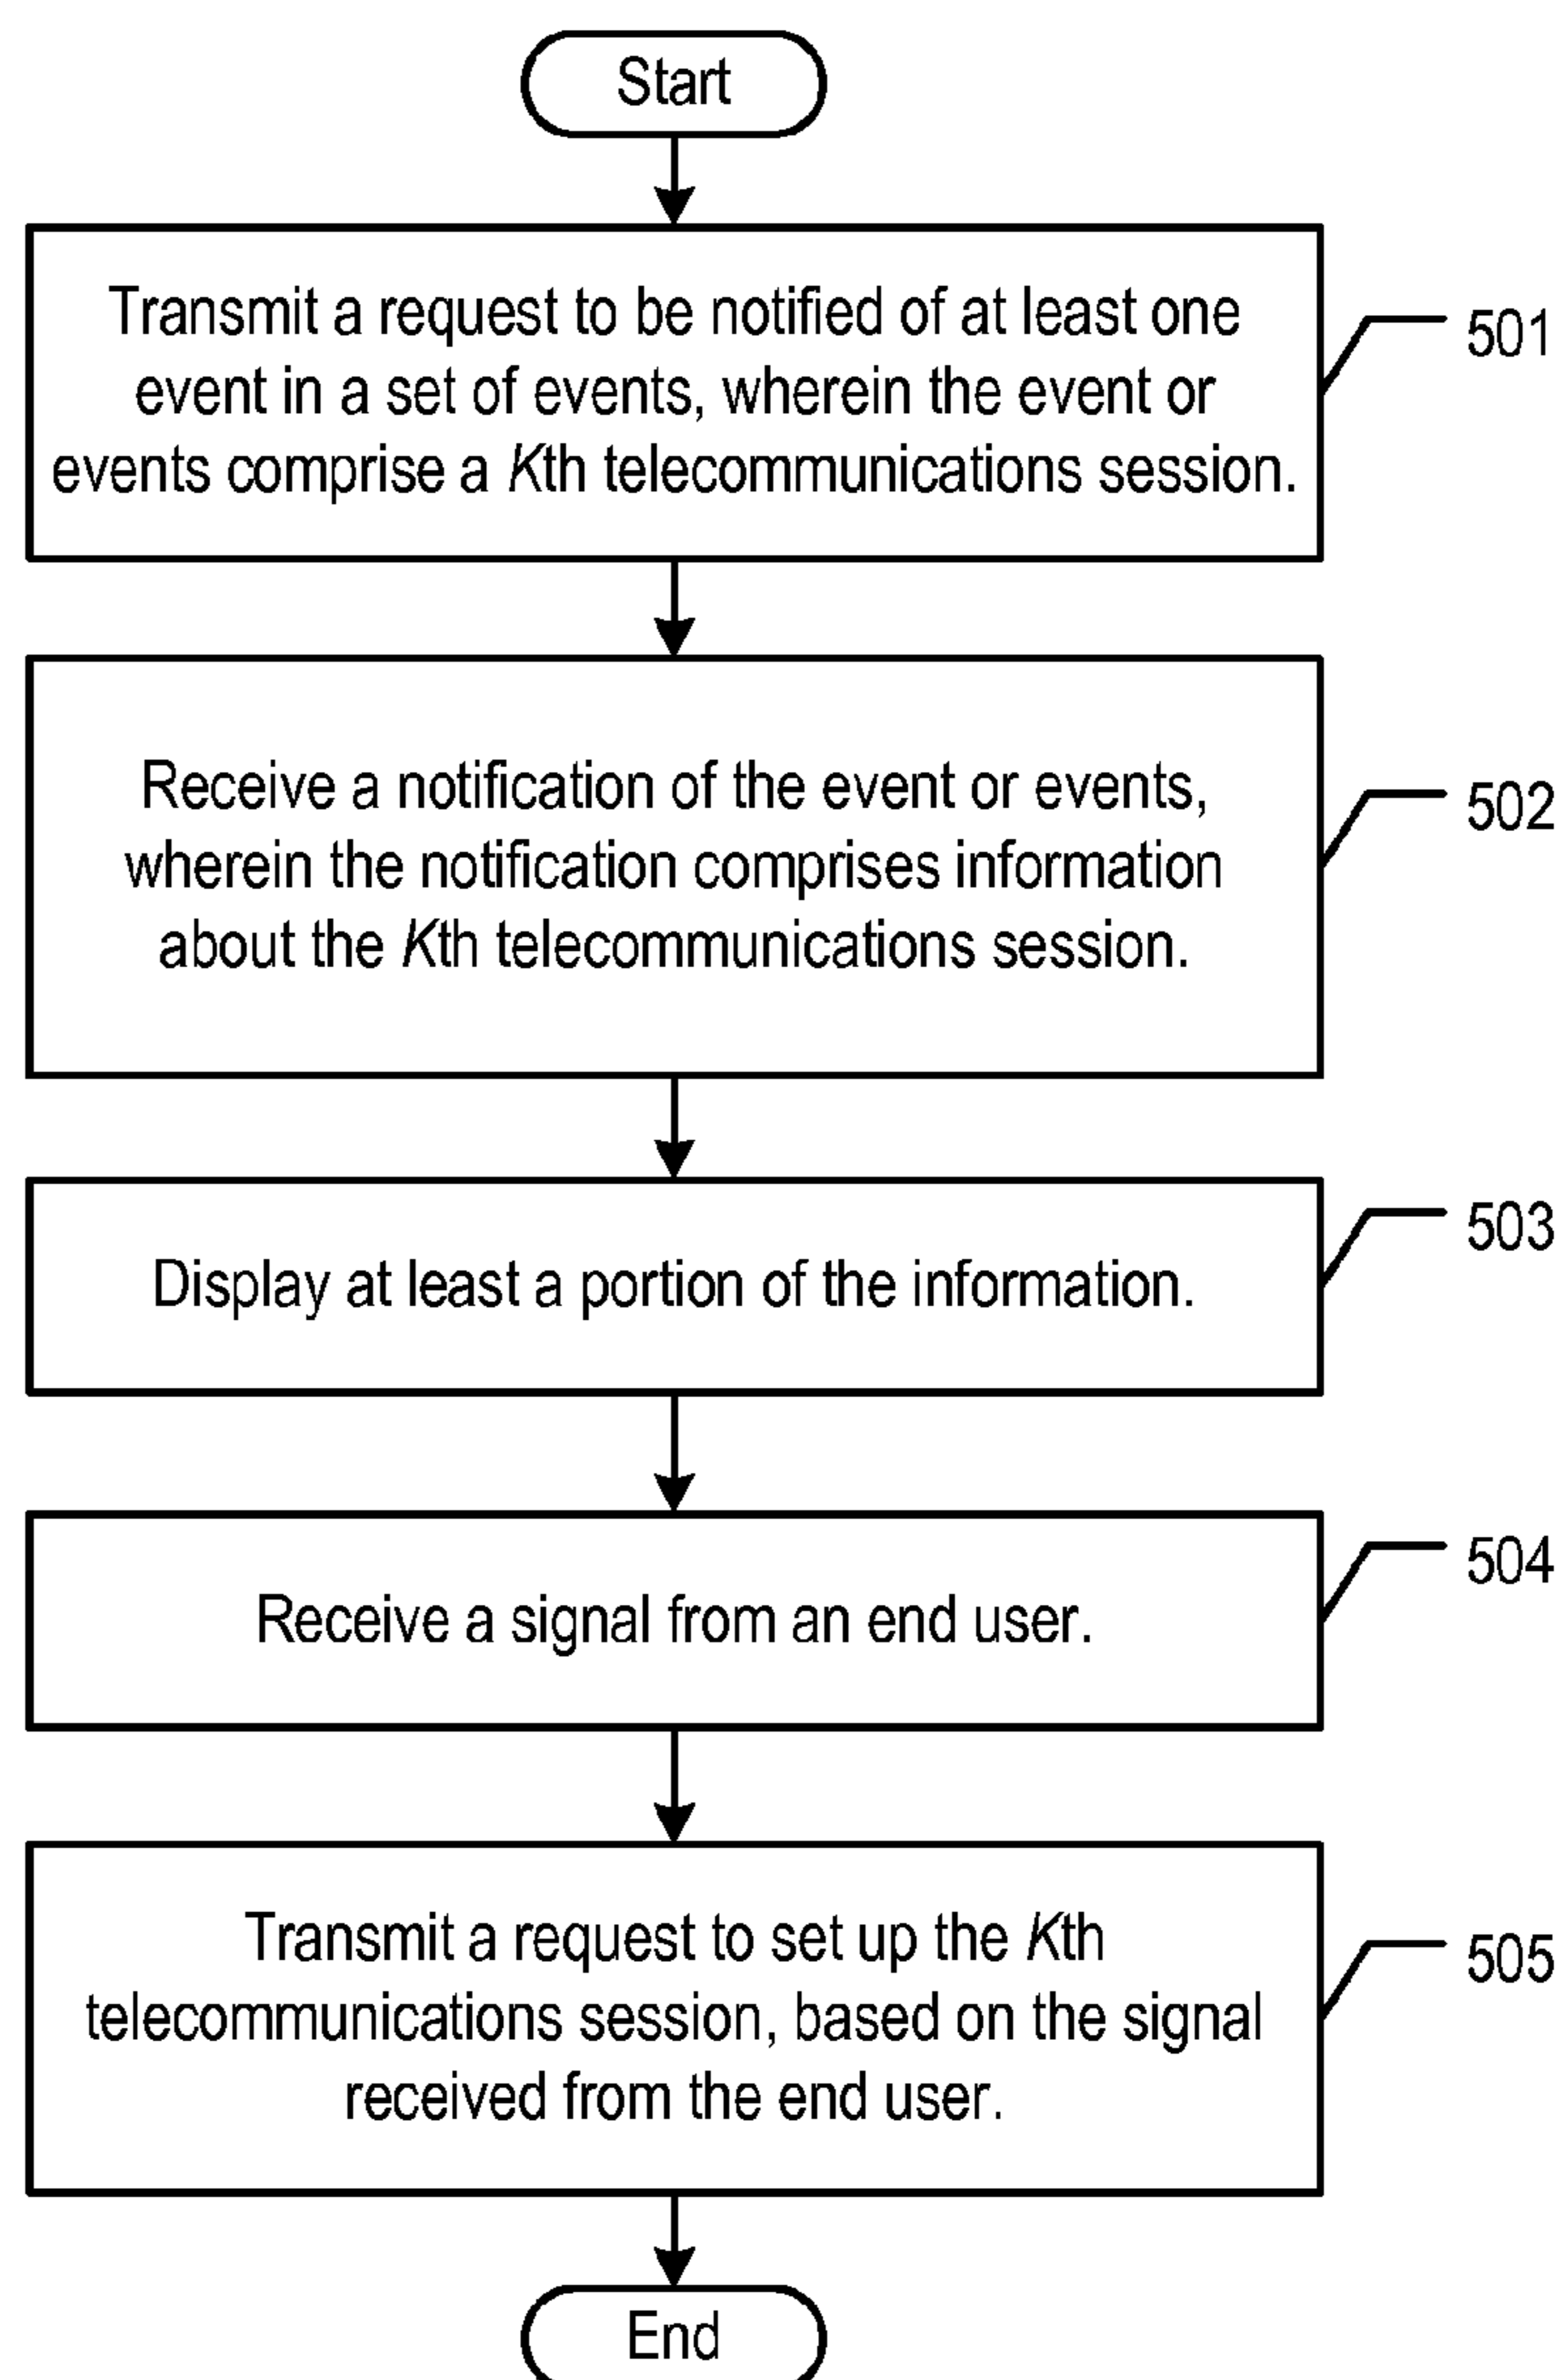 Start
Transmit a request to be notified of at least one
event in a set of events, wherein the event or
events comprise a Kth telecommunications session.
501
Receive a notification of the event or events,
wherein the notification comprises information
about the Kth telecommunications session.
502
Display at least a portion of the information.
503
Receive a signal from an end user.
504
Transmit a request to set up the Kth
telecommunications session, based on the signal
received from the end user.
505
End